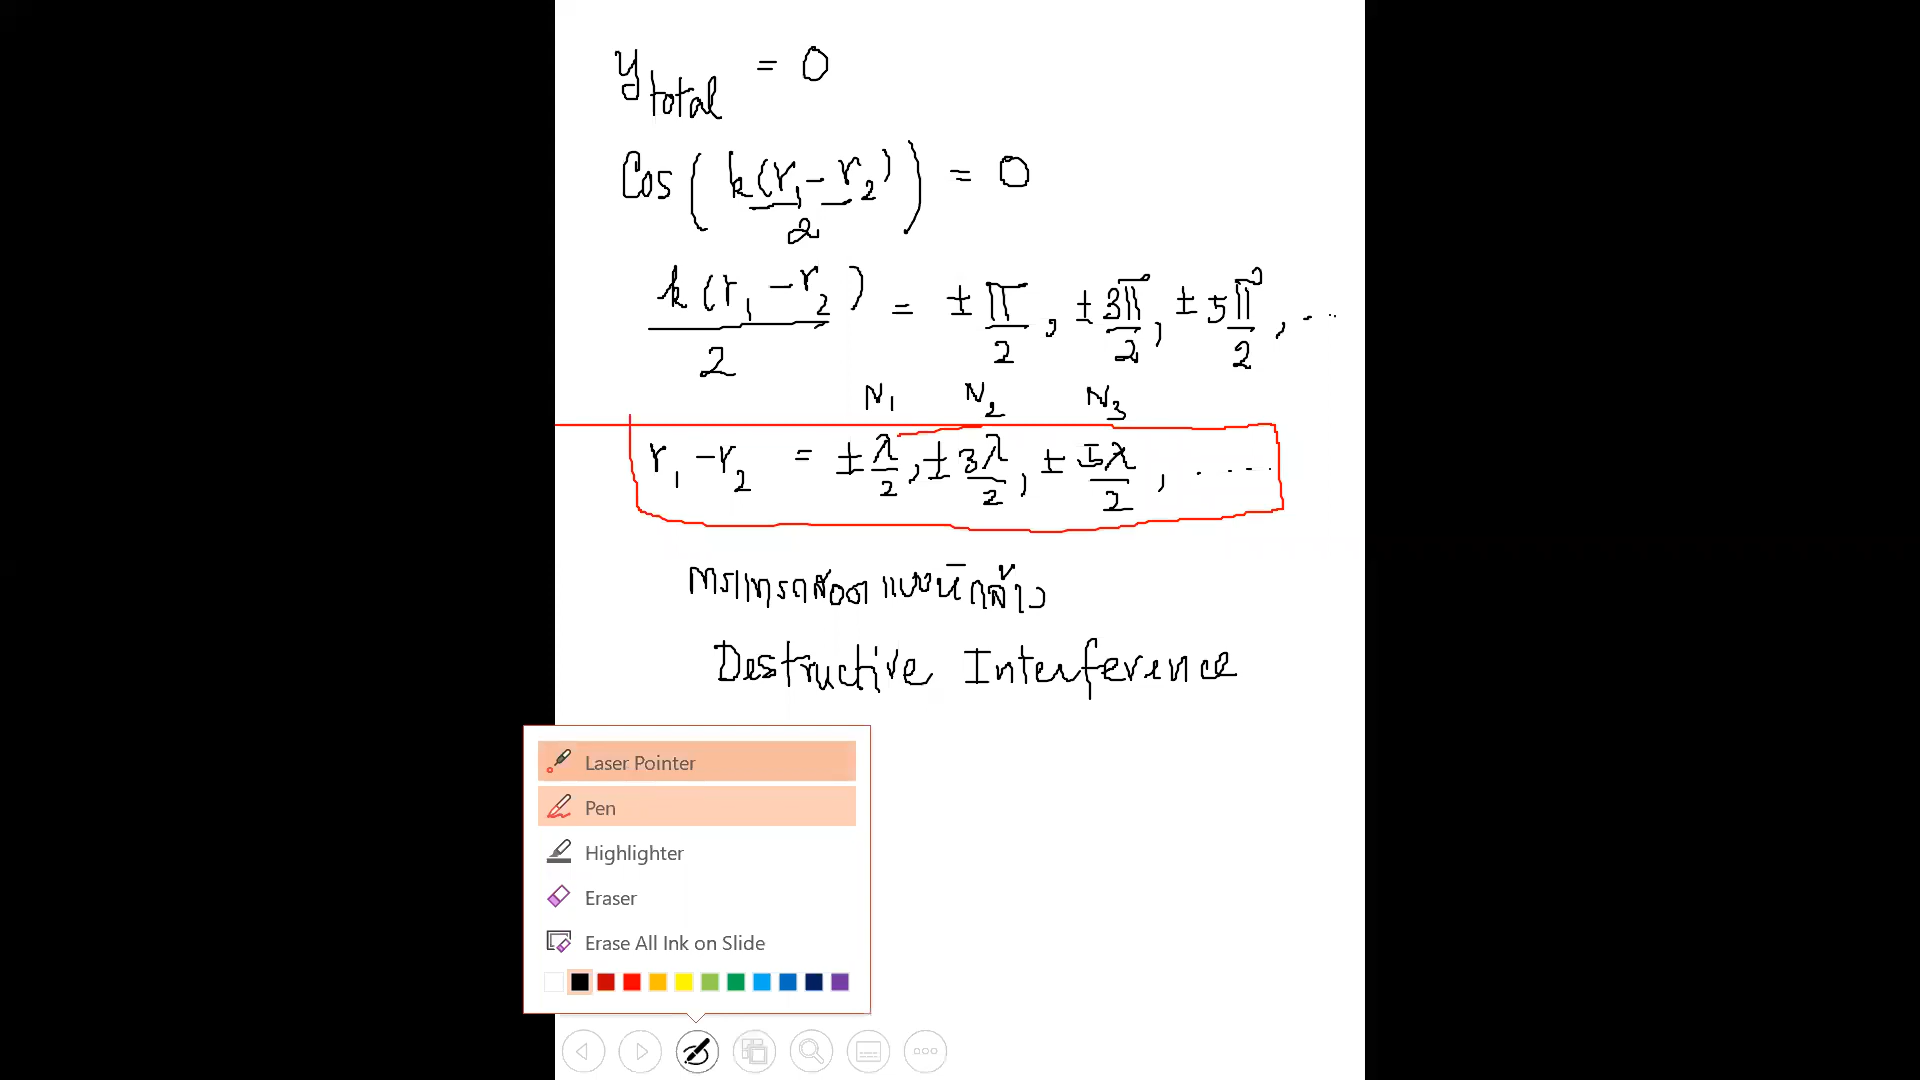 y_total = 0
Cos(k(r₁-r₂)/2) = 0
k(r₁-r₂)/2 = ±π/2, ±3π/2, ±5π/2, ...
N₁ N₂ N₃
r₁-r₂ = ±λ/2, ±3λ/2, ±5λ/2, .....
การแทรกสอดแบบหักล้าง
Destructive Interference
Laser Pointer
Pen
Highlighter
Eraser
Erase All Ink on Slide